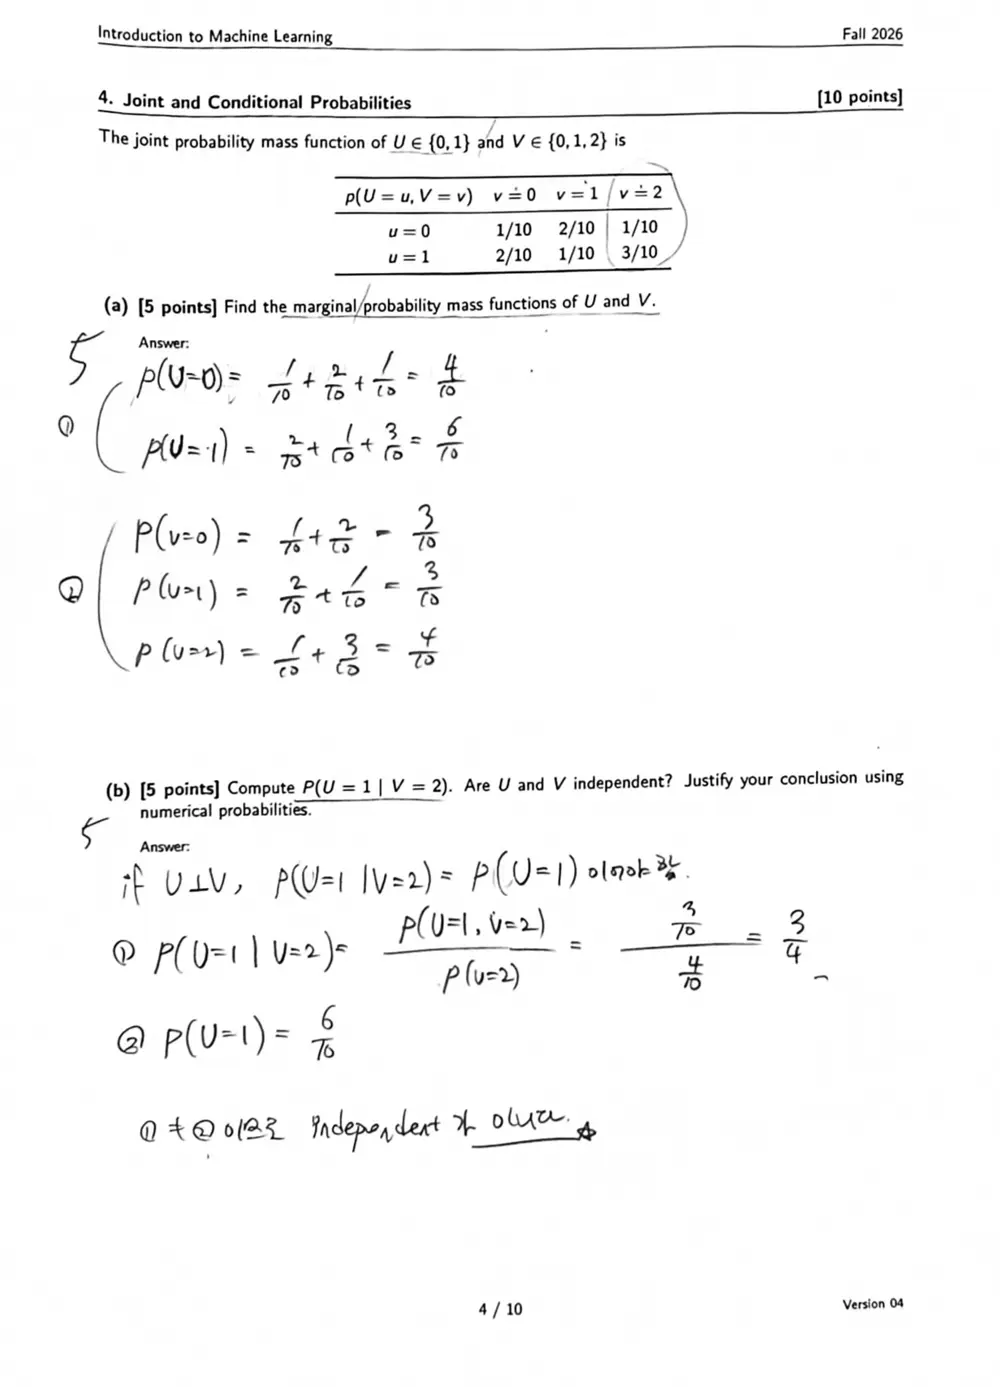 Introduction to Machine Learning Fall 2026
4. Joint and Conditional Probabilities [10 points]
The joint probability mass function of U ∈ {0, 1} and V ∈ {0, 1, 2} is
p(U = u, V = v) v = 0 v = 1 v = 2
u = 0 1/10 2/10 1/10
u = 1 2/10 1/10 3/10
(a) [5 points] Find the marginal probability mass functions of U and V.
5
Answer:
① P(U=0) = 1/10 + 2/10 + 1/10 = 4/10
P(U=1) = 2/10 + 1/10 + 3/10 = 6/10
② P(v=0) = 1/10 + 2/10 = 3/10
P(v=1) = 2/10 + 1/10 = 3/10
P(v=2) = 1/10 + 3/10 = 4/10
(b) [5 points] Compute P(U = 1 | V = 2). Are U and V independent? Justify your conclusion using
numerical probabilities.
5
Answer:
if U⊥V, P(U=1 | V=2) = P(U=1) 이어야 함.
① P(U=1 | V=2) = P(U=1, V=2) / P(v=2) = 3/10 / 4/10 = 3/4
② P(U=1) = 6/10
① ≠ ② 이므로 independent 가 아니다.
4 / 10 Version 04